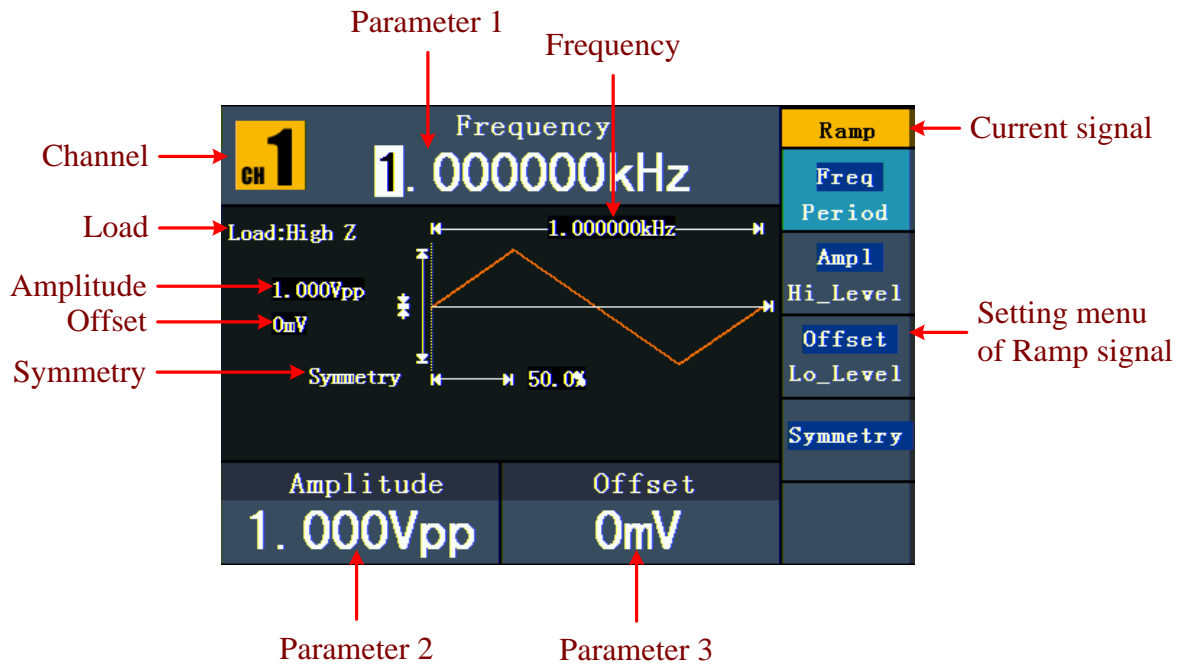 Parameter 1
Frequency
Channel
CH 1
Frequency
1.000000kHz
Ramp
Current signal
Freq
Period
Load
Load:High Z
1.000000kHz
Ampl
Hi_Level
Amplitude
1.000Vpp
Offset
0mV
Offset
Lo_Level
Setting menu
of Ramp signal
Symmetry
Symmetry
50.0%
Symmetry
Amplitude
1.000Vpp
Offset
0mV
Parameter 2
Parameter 3